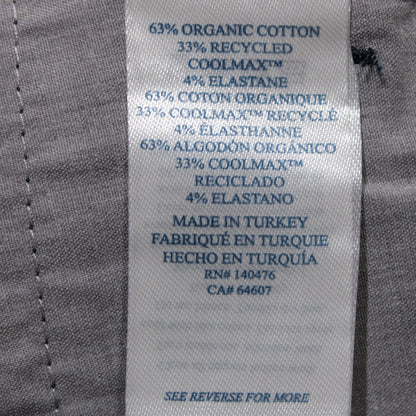 63% ORGANIC COTTON
33% RECYCLED
COOLMAX™
4% ELASTANE
63% COTON ORGANIQUE
33% COOLMAX™ RECYCLÉ
4% ELASTHANNE
63% ALGODÓN ORGÁNICO
33% COOLMAX™
RECICLADO
4% ELASTANO
MADE IN TURKEY
FABRIQUÉ EN TURQUIE
HECHO EN TURQUÍA
RN# 140476
CA# 64607
SEE REVERSE FOR MORE